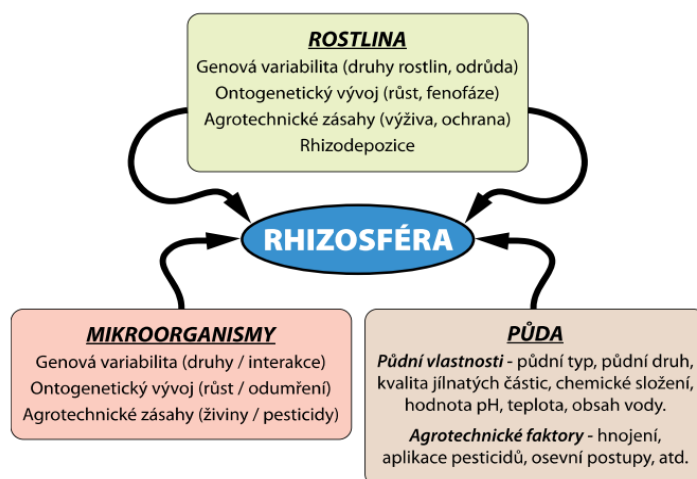 ROSTLINA
Genová variabilita (druhy rostlin, odrůda)
Ontogenetický vývoj (růst, fenofáze)
Agrotechnické zásahy (výživa, ochrana)
Rhizodepozice
RHIZOSFÉRA
MIKROORGANISMY
Genová variabilita (druhy / interakce)
Ontogenetický vývoj (růst / odumření)
Agrotechnické zásahy (živiny / pesticidy)
PŮDA
Půdní vlastnosti - půdní typ, půdní druh,
kvalita jílnatých částic, chemické složení,
hodnota pH, teplota, obsah vody.
Agrotechnické faktory - hnojení,
aplikace pesticidů, osevní postupy, atd.